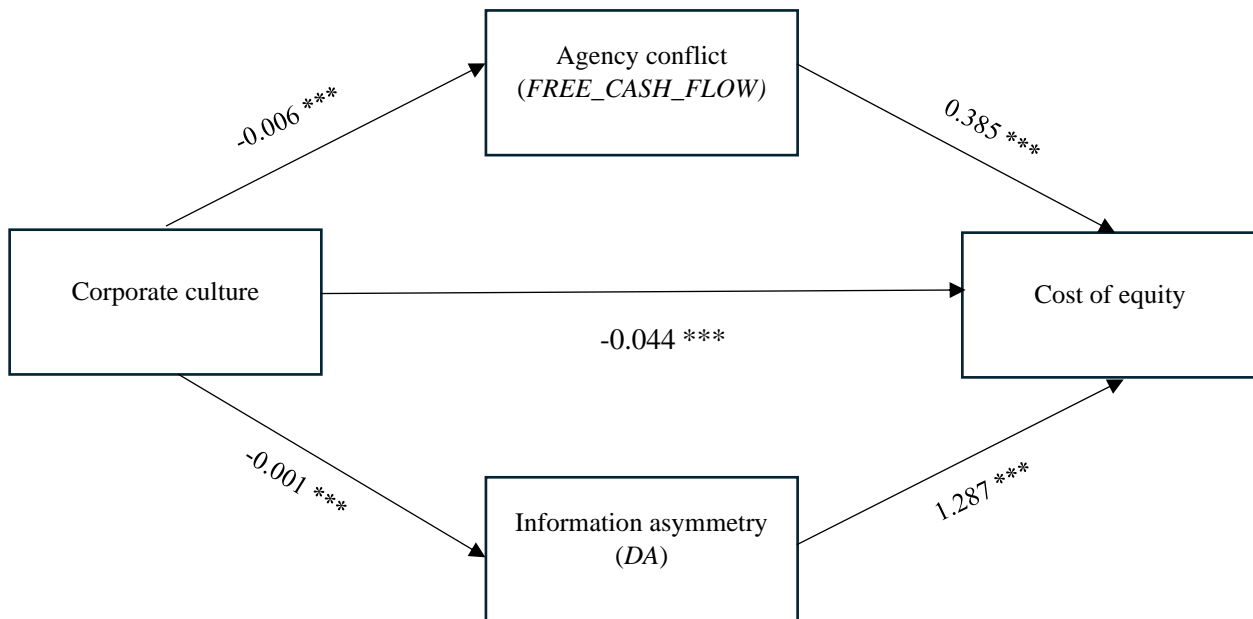 Agency conflict
(FREE_CASH_FLOW)
-0.006 ***
0.385 ***
Corporate culture
Cost of equity
-0.044 ***
-0.001 ***
1.287 ***
Information asymmetry
(DA)